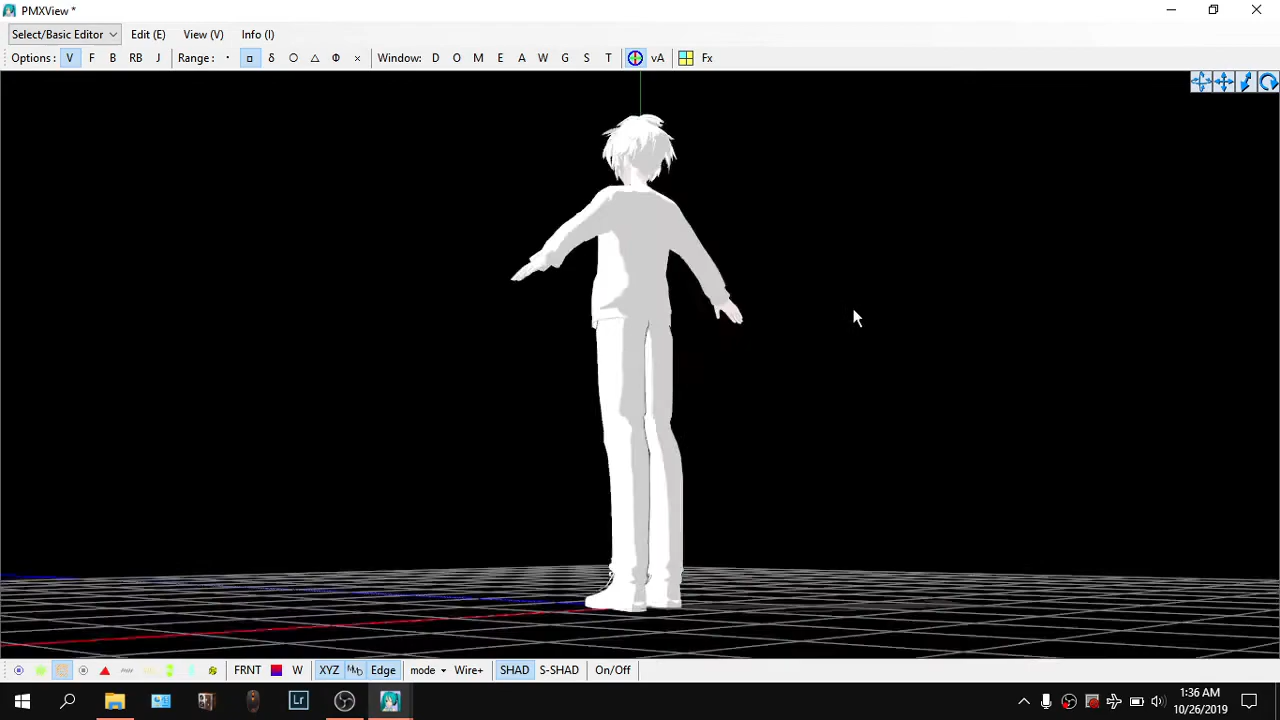 PMXView *
Select/Basic Editor Edit (E) View (V) Info (I)
Options : V F B RB J Range : · □ δ ○ △ Φ × Window: D O M E A W G S T vA Fx
FRNT W XYZ Edge mode Wire+ SHAD S-SHAD On/Off
Lr
1:36 AM
10/26/2019